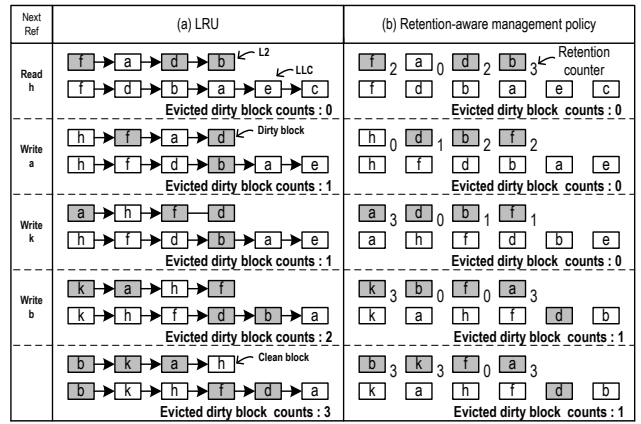 Next Ref
(a) LRU
(b) Retention-aware management policy
Read h
f a d b L2
f d b a e c LLC
Evicted dirty block counts : 0
f 2 a 0 d 2 b 3 Retention counter
f d b a e c
Evicted dirty block counts : 0
Write a
h f a d Dirty block
h f d b a e
Evicted dirty block counts : 1
h 0 d 1 b 2 f 2
h f d b a e
Evicted dirty block counts : 0
Write k
a h f d
h f d b a e
Evicted dirty block counts : 1
a 3 d 0 b 1 f 1
a h f d b e
Evicted dirty block counts : 0
Write b
k a h f
k h f d b a
Evicted dirty block counts : 2
k 3 b 0 f 0 a 3
k a h f d b
Evicted dirty block counts : 1
b k a h Clean block
b k h f d a
Evicted dirty block counts : 3
b 3 k 3 f 0 a 3
k a h f d b
Evicted dirty block counts : 1